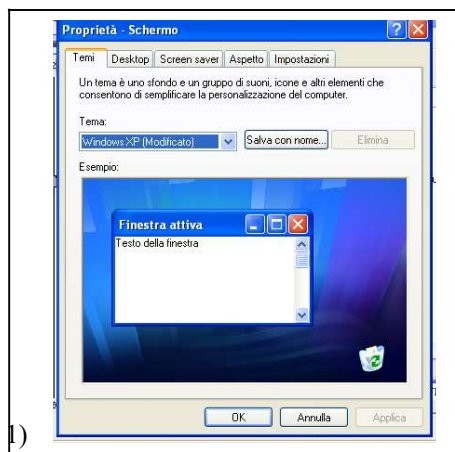 Proprietà - Schermo
Temi Desktop Screen saver Aspetto Impostazioni
Un tema è uno sfondo e un gruppo di suoni, icone e altri elementi che
consentono di semplificare la personalizzazione del computer.
Tema:
Windows XP (Modificato) Salva con nome... Elimina
Esempio:
Finestra attiva
Testo della finestra
OK Annulla Applica
1)